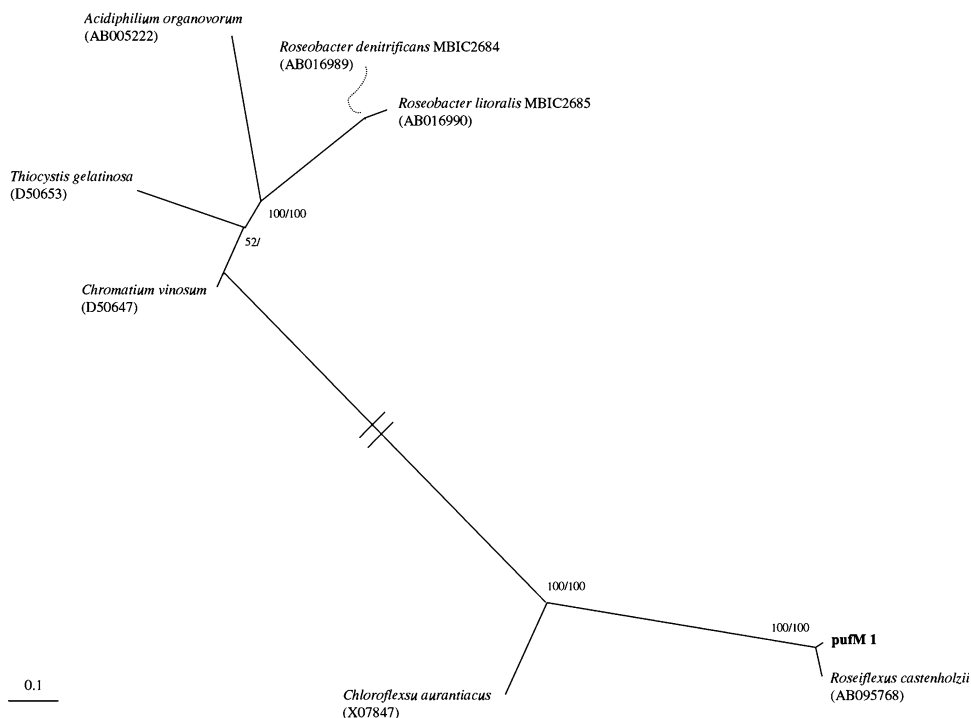 Acidiphilium organovorum
(AB005222)
Roseobacter denitrificans MBIC2684
(AB016989)
Roseobacter litoralis MBIC2685
(AB016990)
Thiocystis gelatinosa
(D50653)
100/100
52/
Chromatium vinosum
(D50647)
100/100
100/100
pufM 1
Roseiflexus castenholzii
(AB095768)
0.1
Chloroflexsu aurantiacus
(X07847)